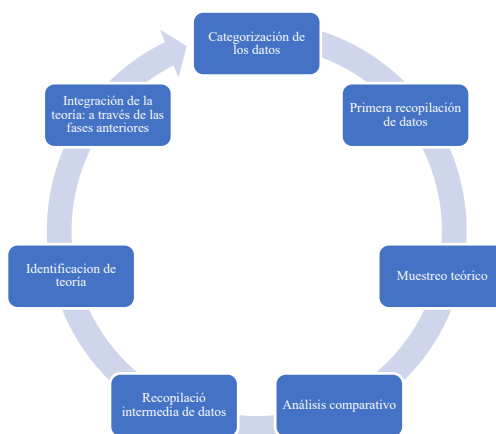 Categorización de
los datos
Primera recopilación
de datos
Muestreo teórico
Análisis comparativo
Recopilació
intermedia de datos
Identificacion de
teoría
Integración de la
teoría: a través de las
fases anteriores